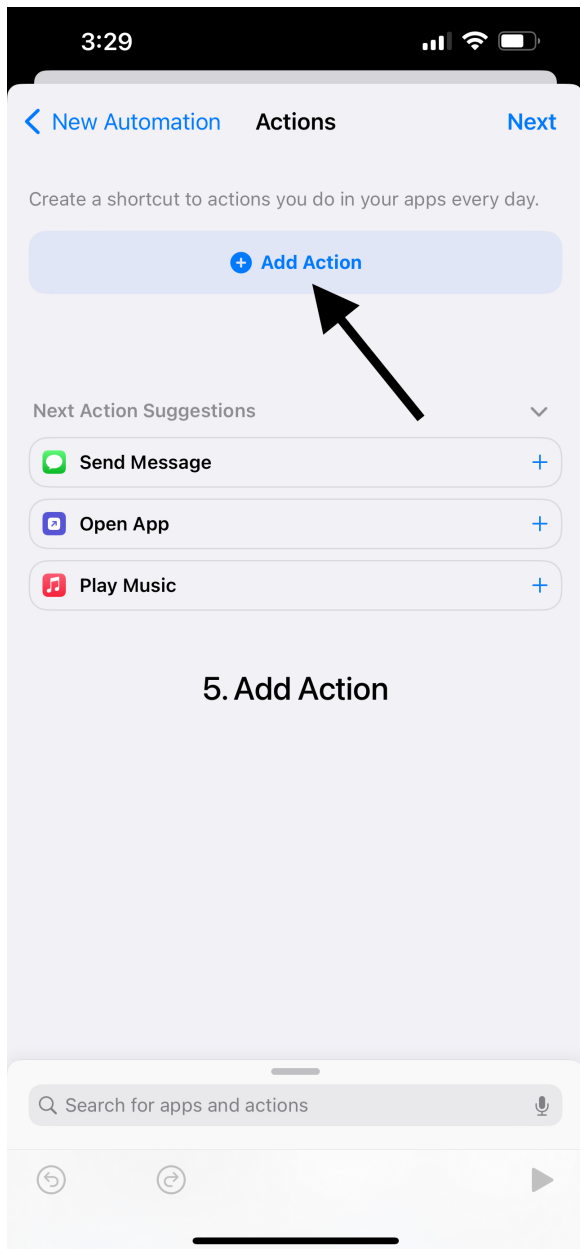 3:29
New Automation Actions Next
Create a shortcut to actions you do in your apps every day.
Add Action
Next Action Suggestions
Send Message
Open App
Play Music
5. Add Action
Search for apps and actions